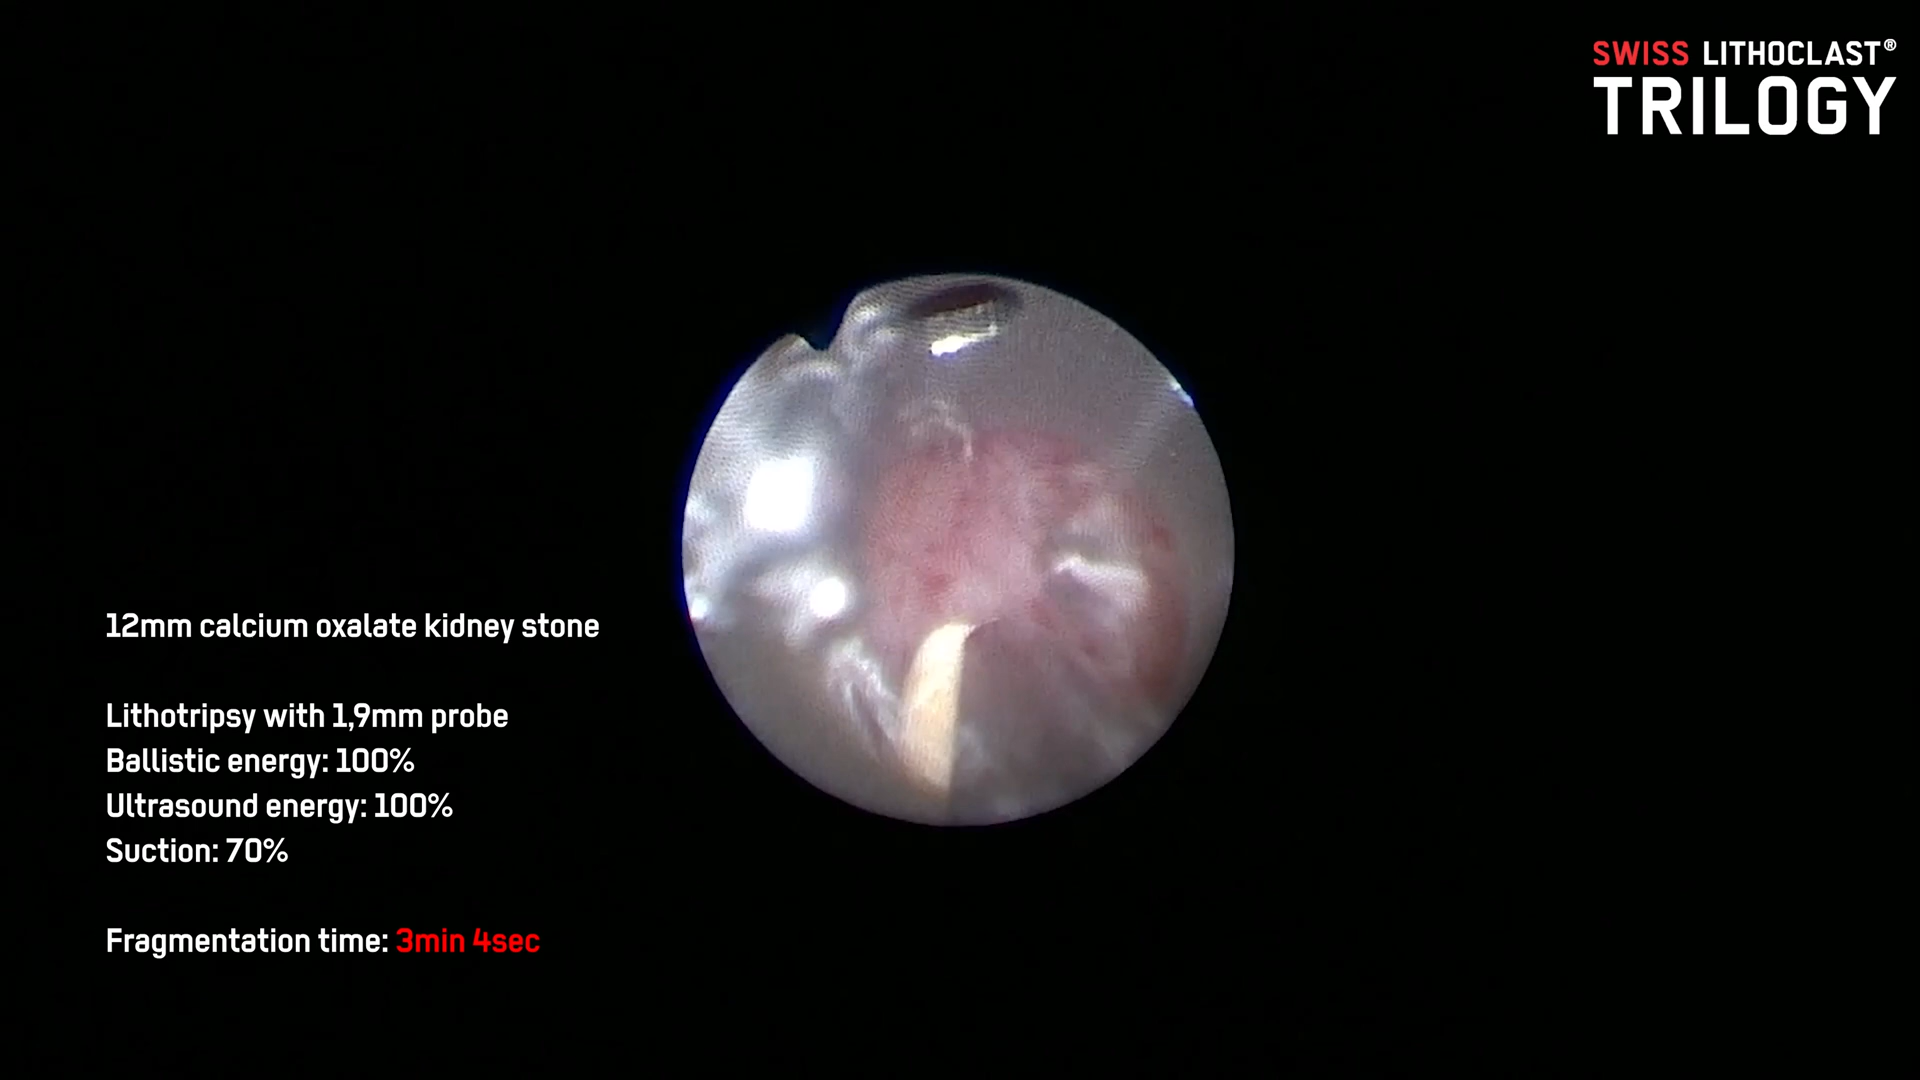 SWISS LITHOCLAST®
TRILOGY
12mm calcium oxalate kidney stone
Lithotripsy with 1,9mm probe
Ballistic energy: 100%
Ultrasound energy: 100%
Suction: 70%
Fragmentation time: 3min 4sec